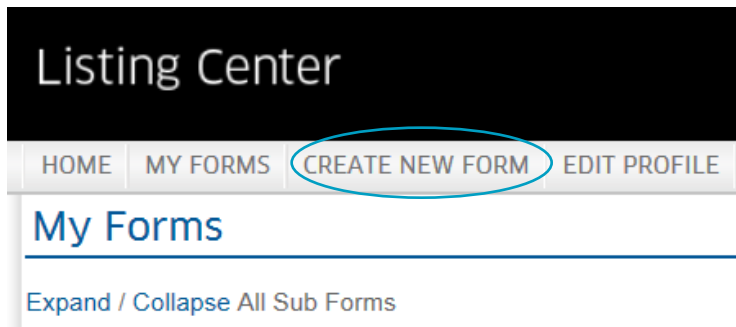 Listing Center
HOME MY FORMS CREATE NEW FORM EDIT PROFILE
My Forms
Expand / Collapse All Sub Forms